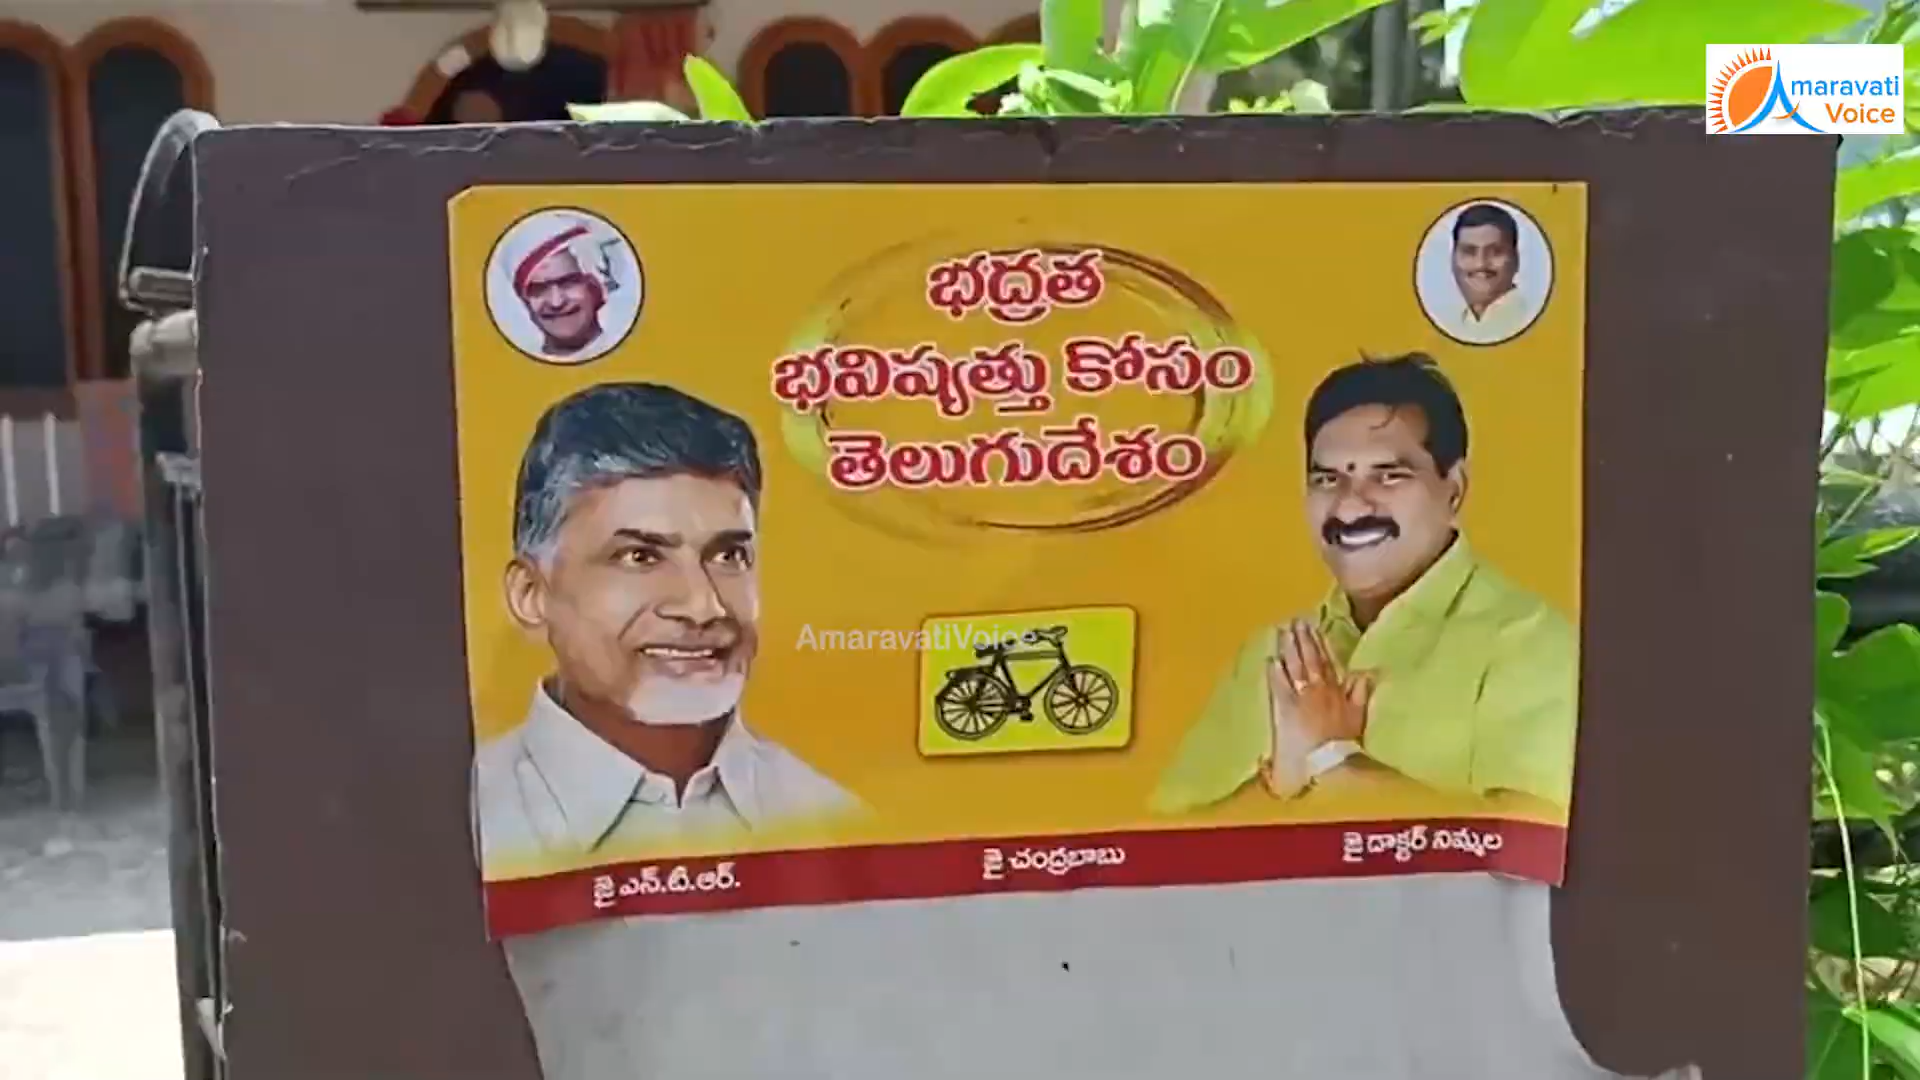 Amaravati
Voice
భద్రత
భవిష్యత్తు కోసం
తెలుగుదేశం
AmaravatiVoice
జై ఎన్.టీ.ఆర్.
జై చంద్రబాబు
జై డాక్టర్ నిమ్మల